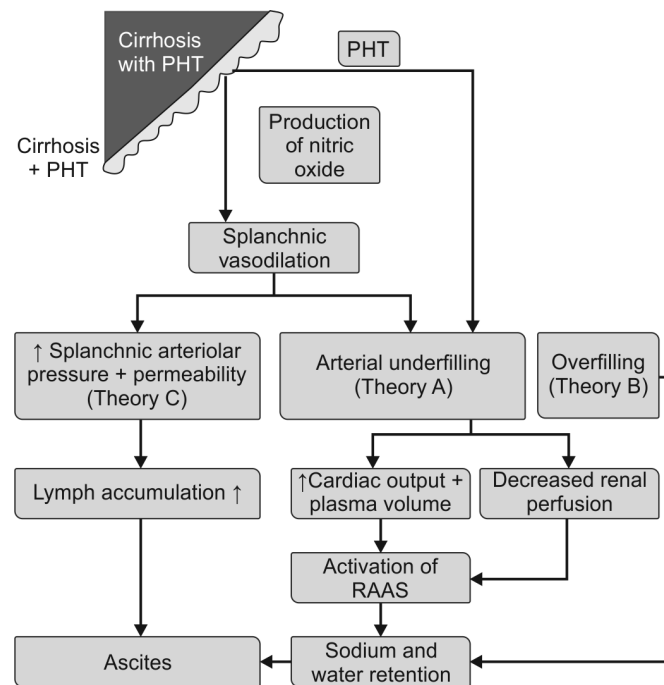 Cirrhosis
with PHT
PHT
Cirrhosis
+ PHT
Production
of nitric
oxide
Splanchnic
vasodilation
↑ Splanchnic arteriolar
pressure + permeability
(Theory C)
Arterial underfilling
(Theory A)
Overfilling
(Theory B)
Lymph accumulation ↑
↑Cardiac output +
plasma volume
Decreased renal
perfusion
Activation of
RAAS
Ascites
Sodium and
water retention